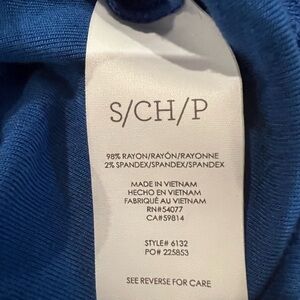 S/CH/P
98% RAYON/RAYÓN/RAYONNE
2% SPANDEX/SPANDEX/SPANDEX
MADE IN VIETNAM
HECHO EN VIETNAM
FABRIQUÉ AU VIETNAM
RN#54077
CA#59814
STYLE# 6132
PO# 225853
SEE REVERSE FOR CARE